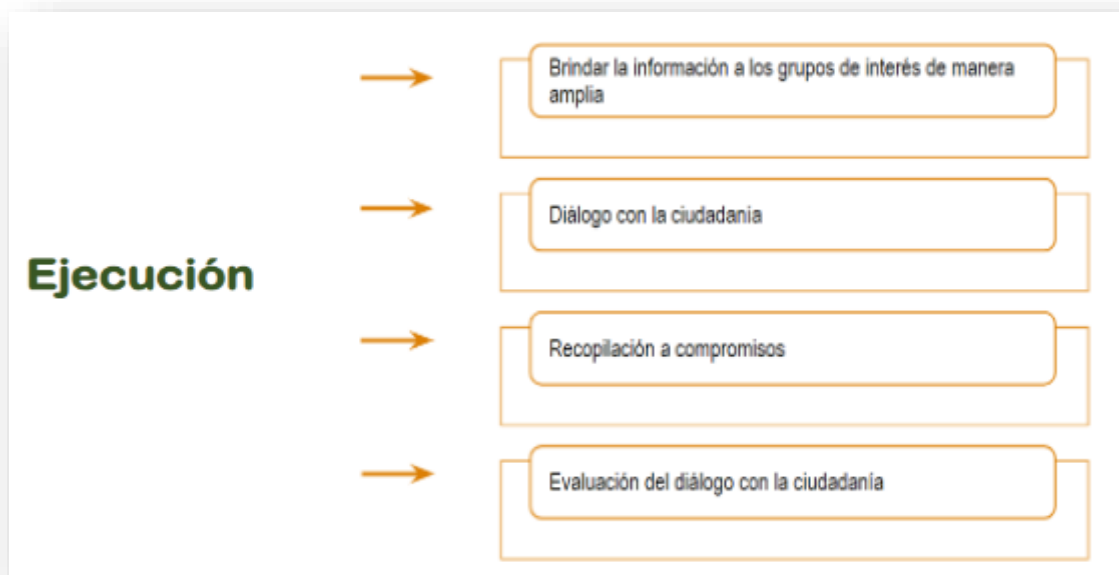 Brindar la información a los grupos de interés de manera
amplia
Diálogo con la ciudadanía
Ejecución
Recopilación a compromisos
Evaluación del diálogo con la ciudadanía